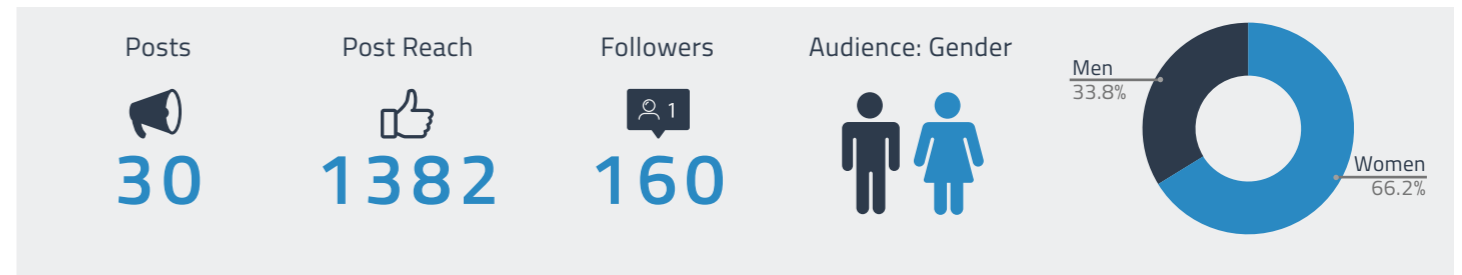 Posts
Post Reach
Followers
Audience: Gender
1
30
1382
160
Men
33.8%
Women
66.2%